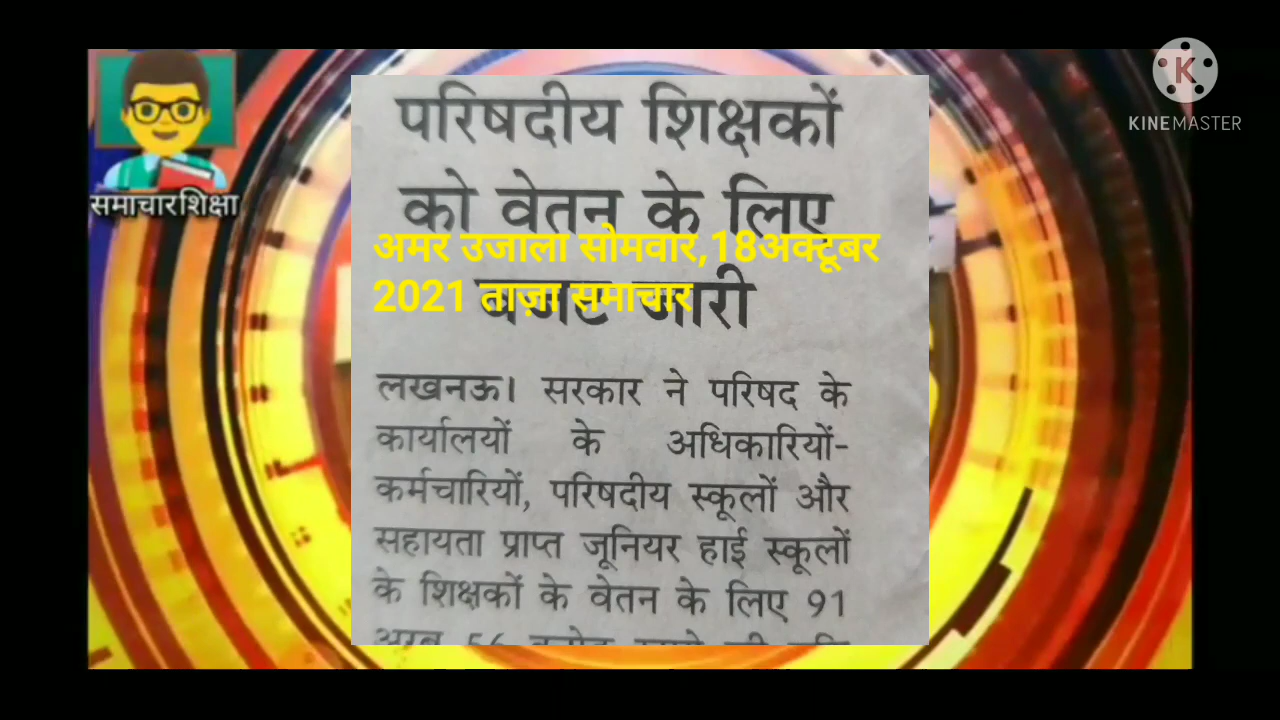 समाचार शिक्षा
KINEMASTER
परिषदीय शिक्षकों
को वेतन के लिए
जारी
अमर उजाला सोमवार,18अक्टूबर
2021 ताज़ा समाचार
लखनऊ। सरकार ने परिषद के
कार्यालयों के अधिकारियों-
कर्मचारियों, परिषदीय स्कूलों और
सहायता प्राप्त जूनियर हाई स्कूलों
के शिक्षकों के वेतन के लिए 91